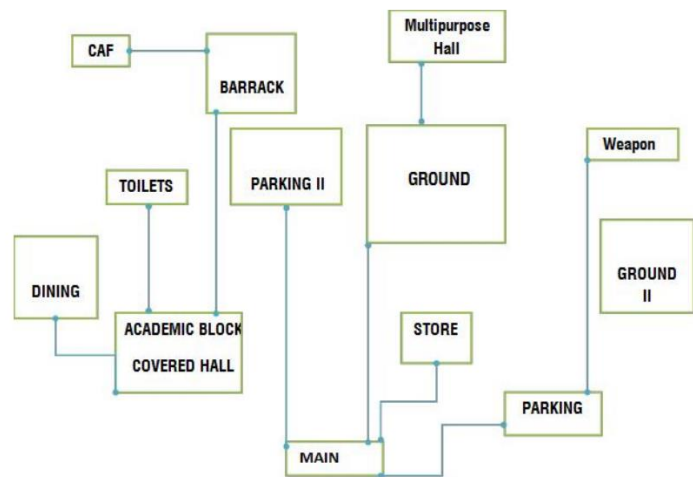 CAF
BARRACK
Multipurpose
Hall
Weapon
TOILETS
PARKING II
GROUND
DINING
GROUND
II
ACADEMIC BLOCK
COVERED HALL
STORE
PARKING
MAIN